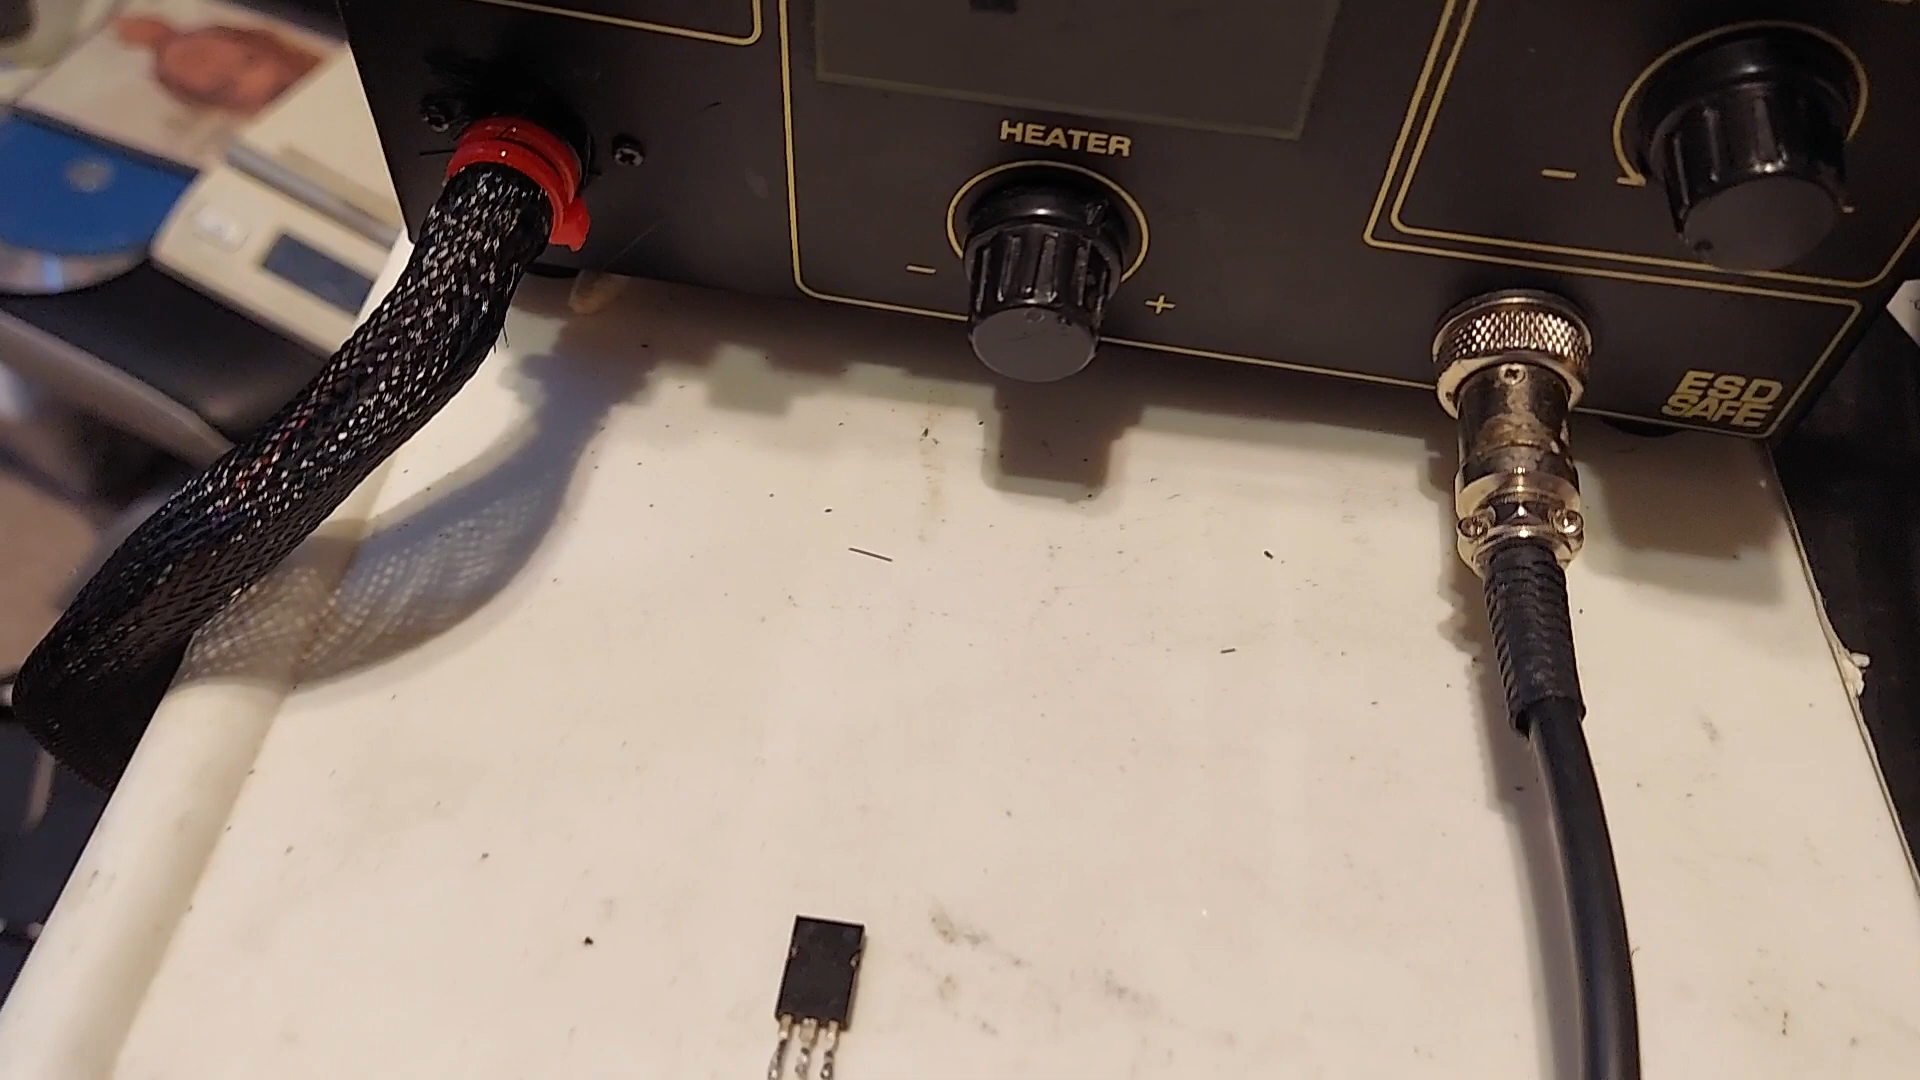 HEATER
- +
-
ESD
SAFE